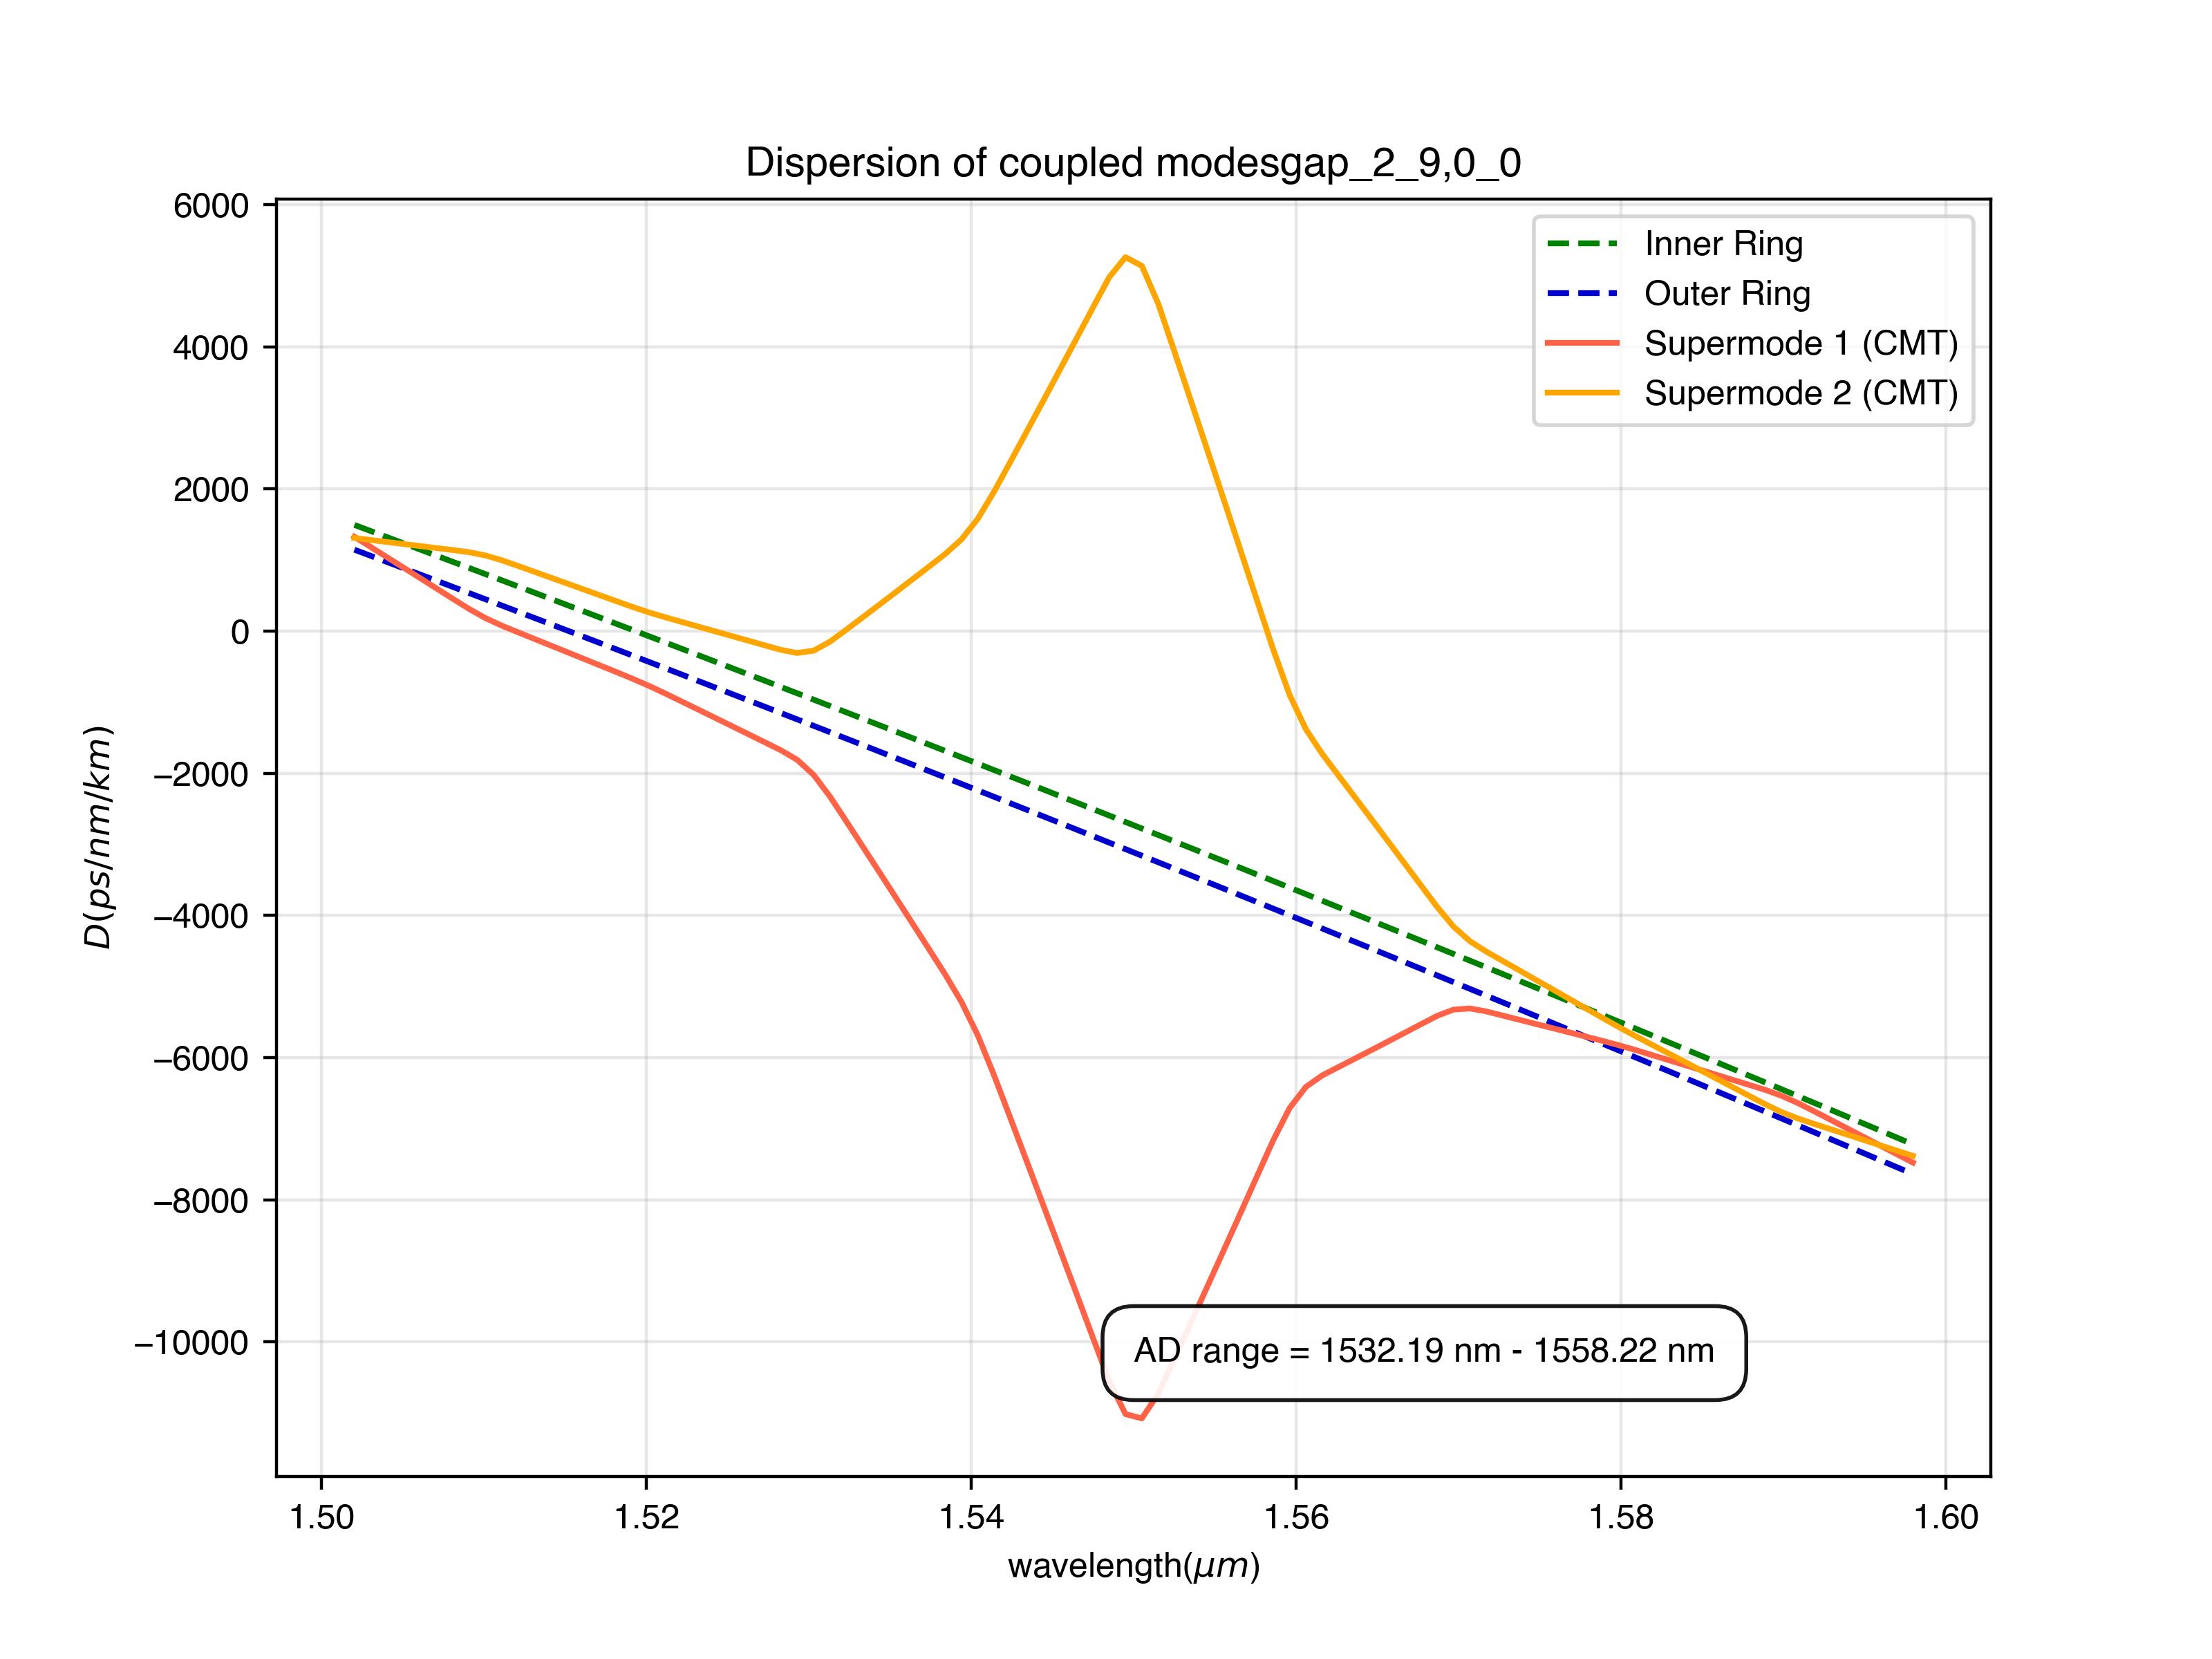 Dispersion of coupled modesgap_2_9,0_0
6000
4000
2000
0
−2000
−4000
−6000
−8000
−10000
D(ps/nm/km)
Inner Ring
Outer Ring
Supermode 1 (CMT)
Supermode 2 (CMT)
AD range = 1532.19 nm - 1558.22 nm
1.50 1.52 1.54 1.56 1.58 1.60
wavelength(μm)